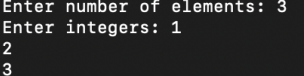 Enter number of elements: 3
Enter integers: 1
2
3